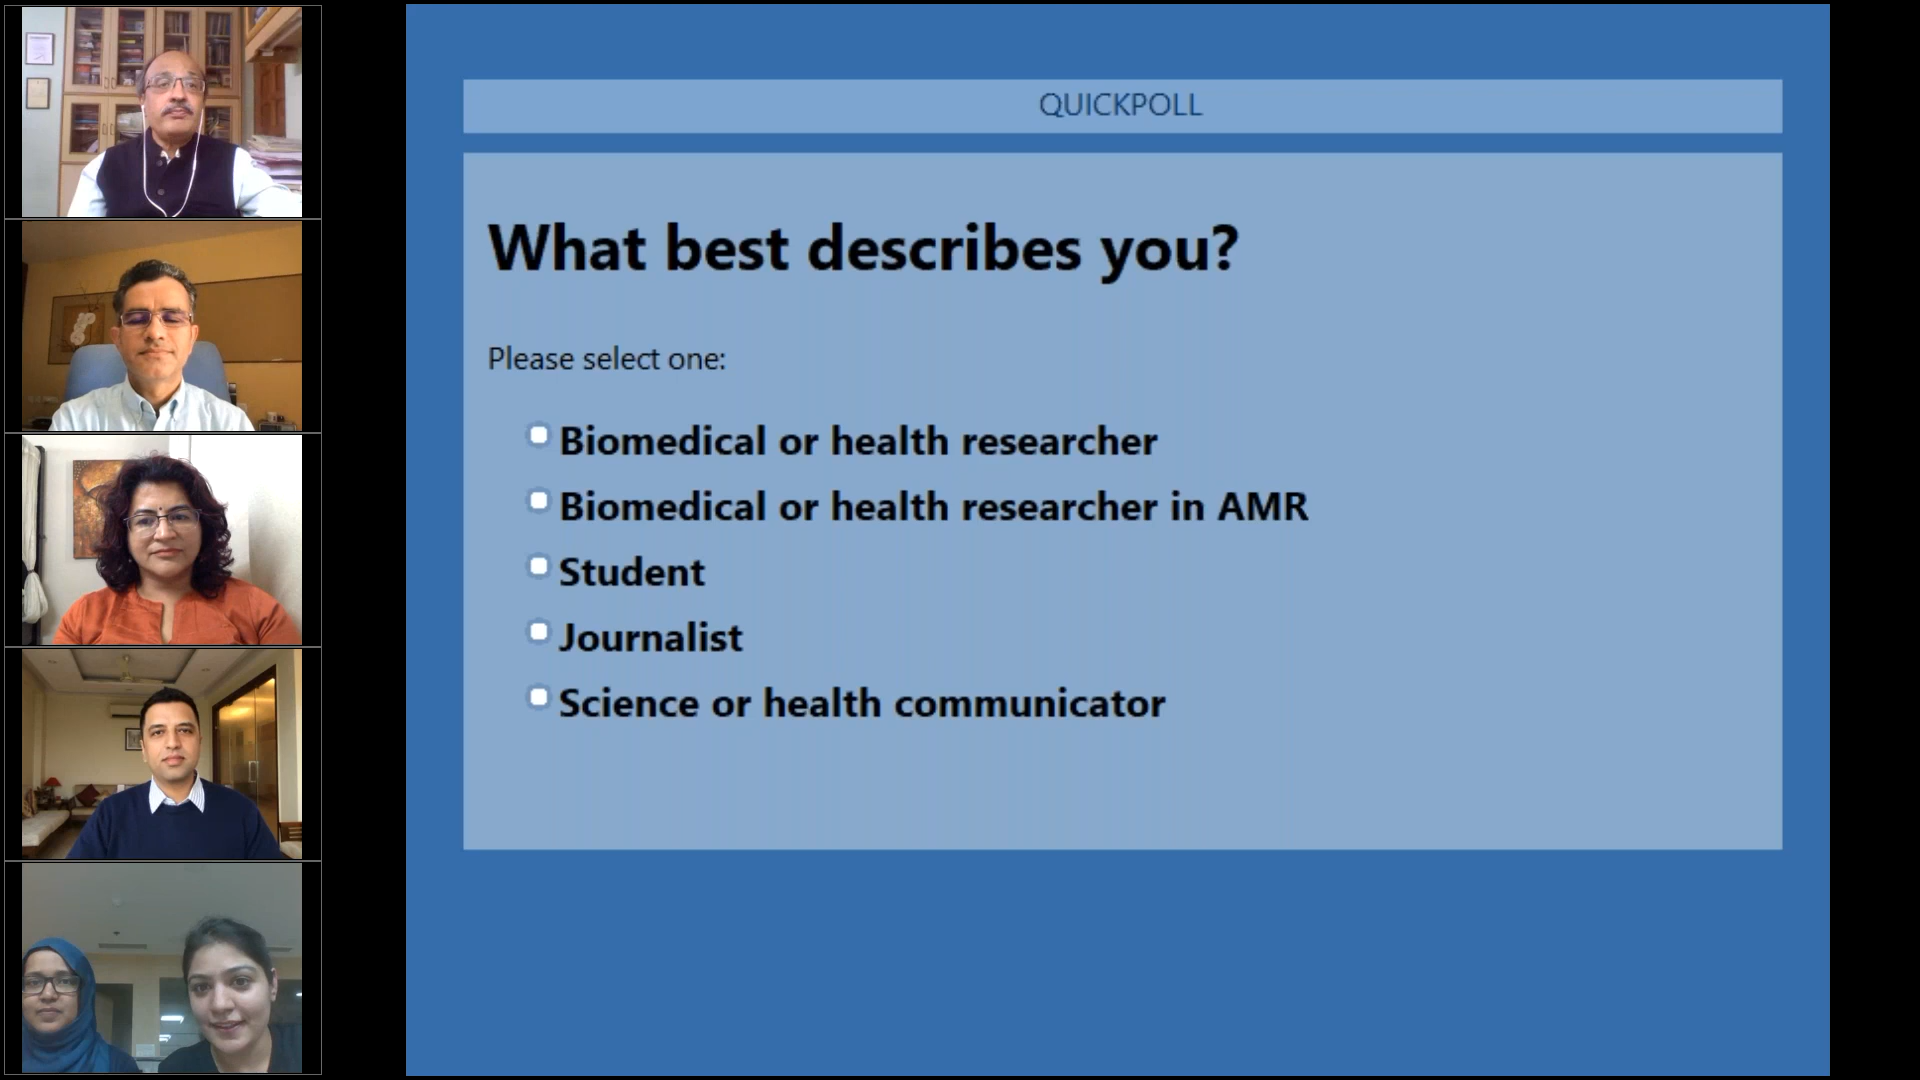 QUICKPOLL
What best describes you?
Please select one:
Biomedical or health researcher
Biomedical or health researcher in AMR
Student
Journalist
Science or health communicator